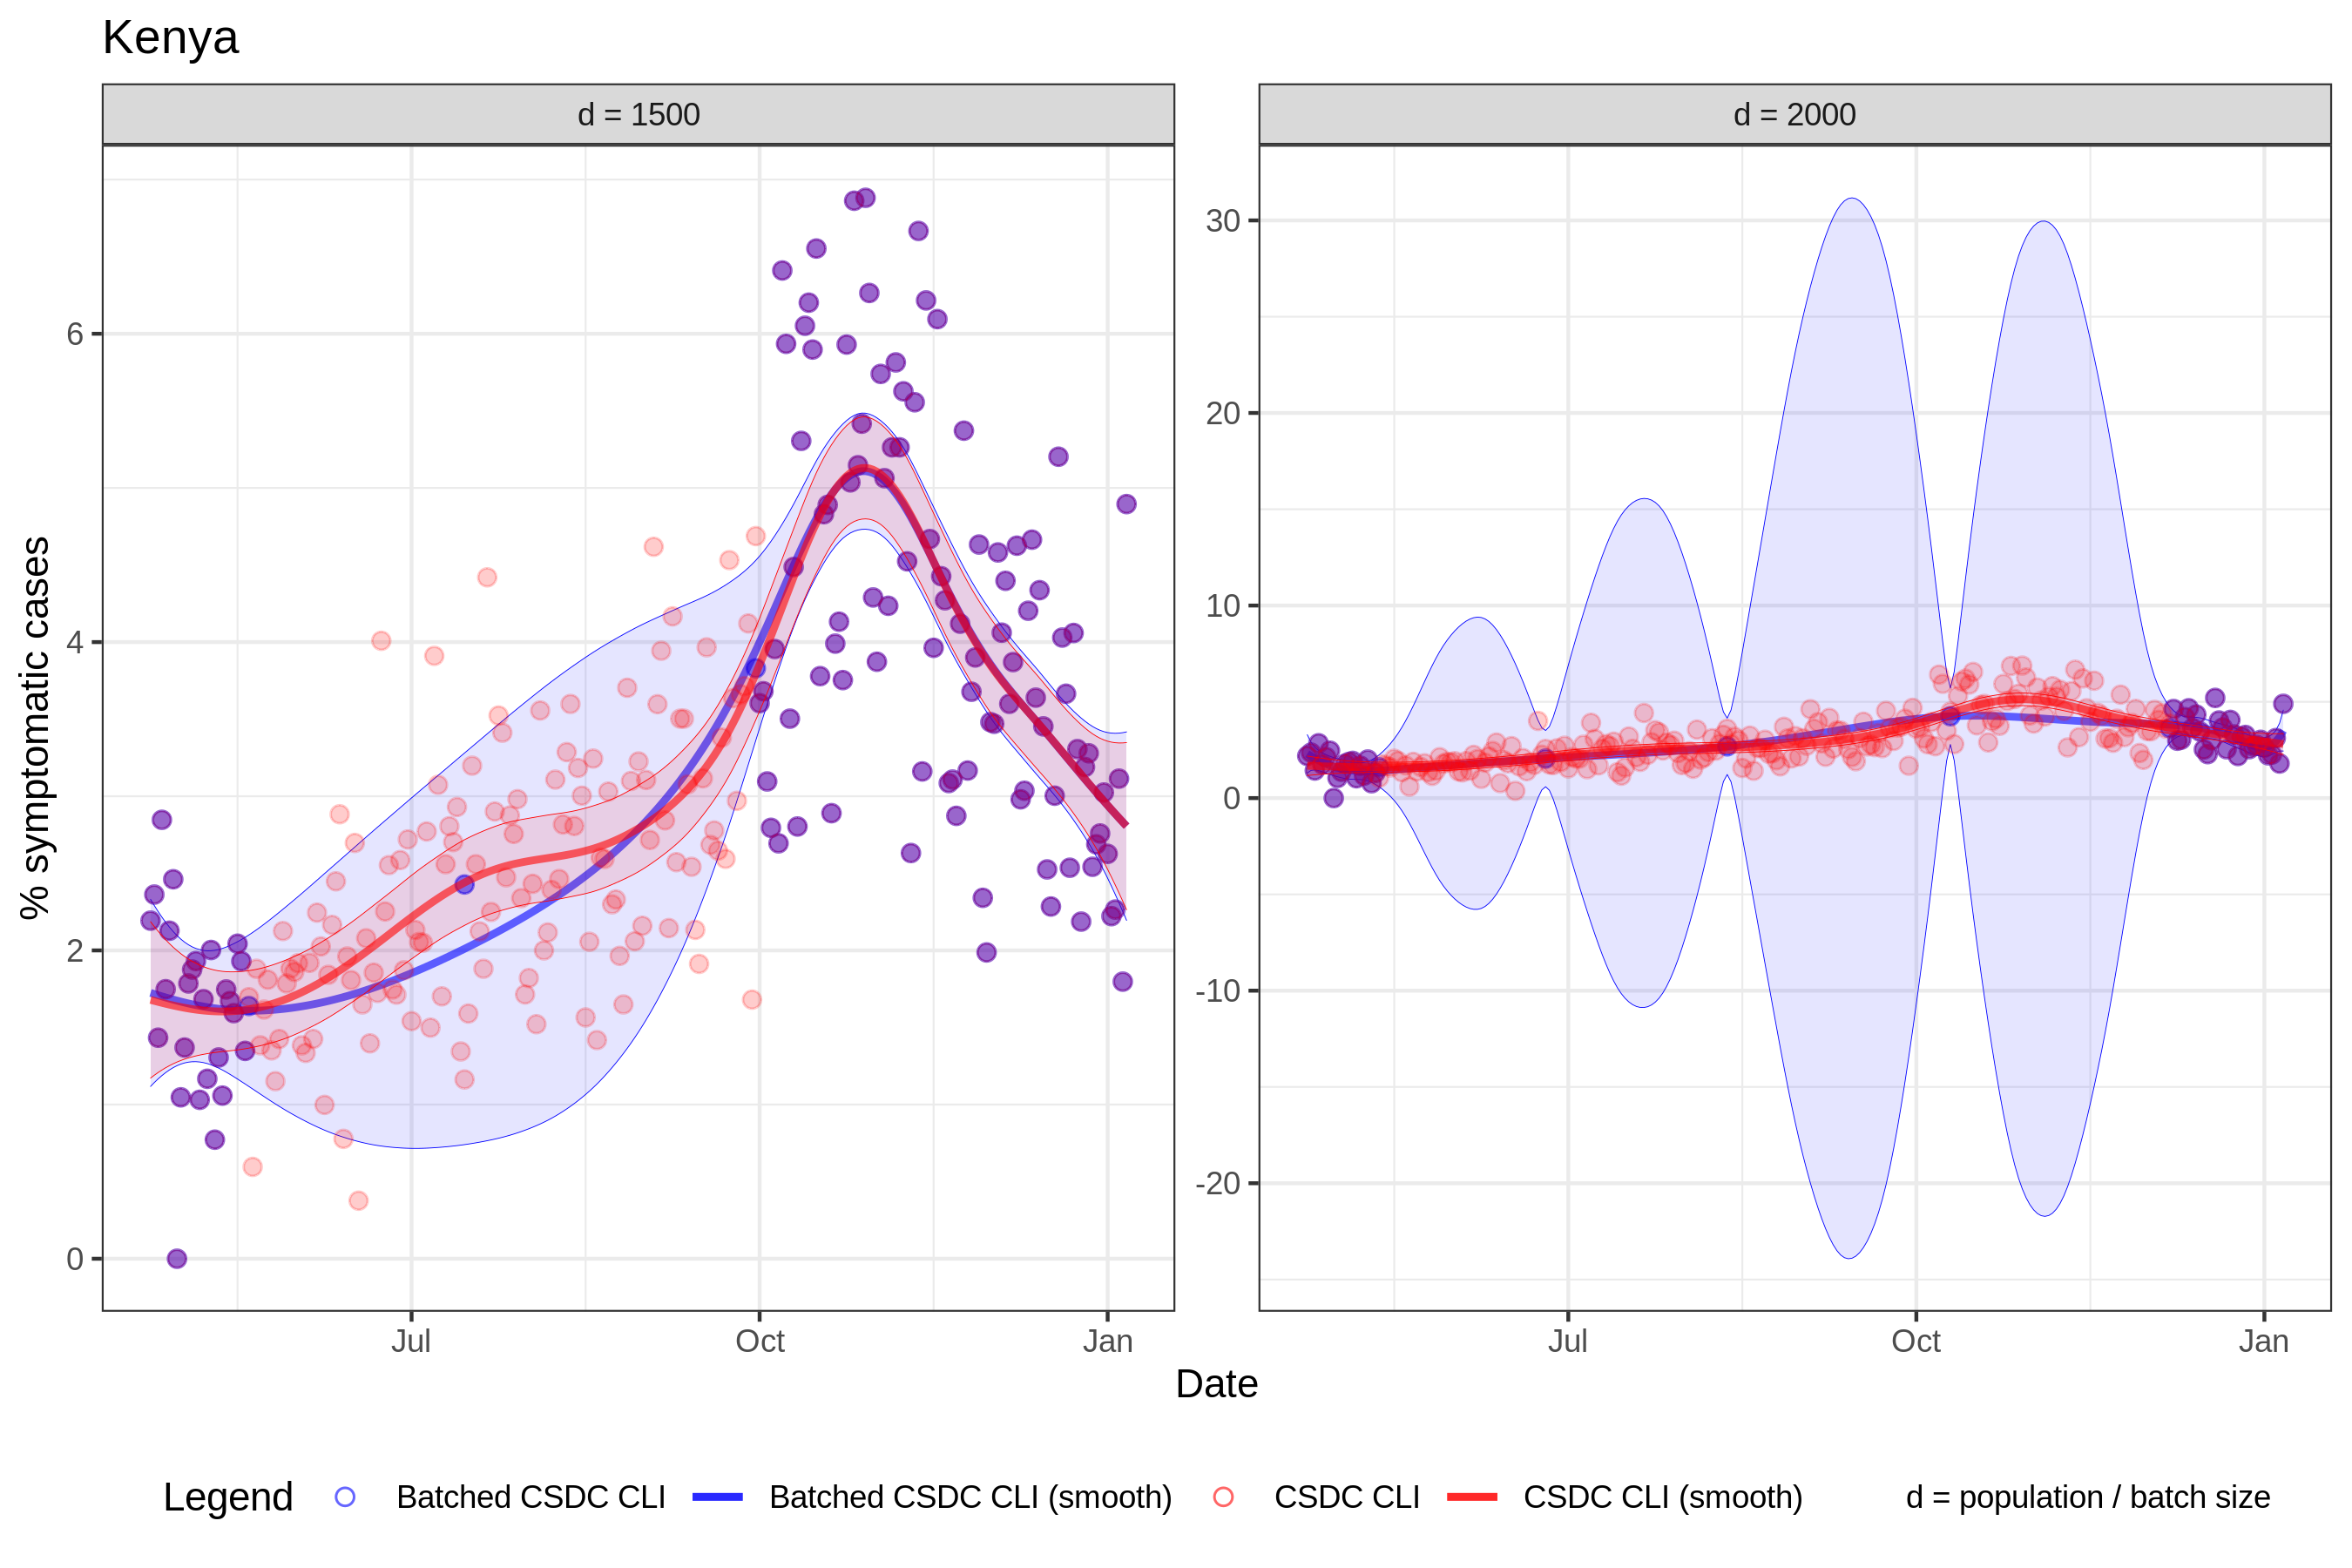 Kenya
d = 1500
d = 2000
% symptomatic cases
6
4
2
0
30
20
10
0
-10
-20
Jul
Oct
Jan
Jul
Oct
Jan
Date
Legend Batched CSDC CLI Batched CSDC CLI (smooth) CSDC CLI CSDC CLI (smooth) d = population / batch size